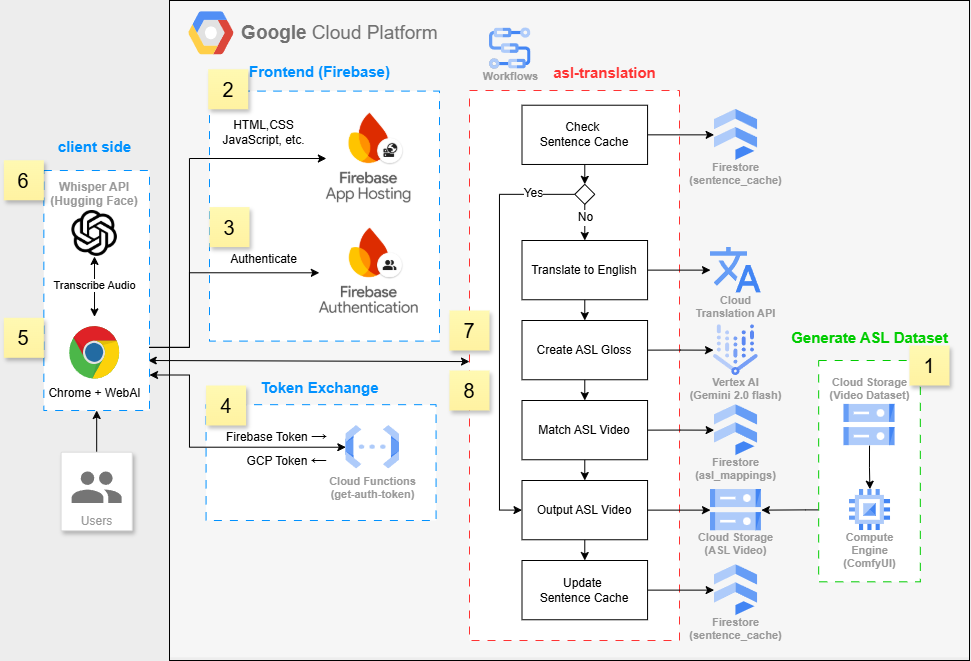 Google Cloud Platform
Frontend (Firebase)
2
HTML,CSS
JavaScript, etc.
Firebase
App Hosting
3
Authenticate
Firebase
Authentication
client side
6
Whisper API
(Hugging Face)
Transcribe Audio
5
Chrome + WebAI
Users
Token Exchange
4
Firebase Token →
GCP Token ←
Cloud Functions
(get-auth-token)
7
8
Workflows
asl-translation
Check
Sentence Cache
Firestore
(sentence_cache)
Yes
No
Translate to English
Cloud
Translation API
Create ASL Gloss
Vertex AI
(Gemini 2.0 flash)
Match ASL Video
Firestore
(asl_mappings)
Output ASL Video
Cloud Storage
(ASL Video)
Update
Sentence Cache
Firestore
(sentence_cache)
Generate ASL Dataset
1
Cloud Storage
(Video Dataset)
Compute
Engine
(ComfyUI)